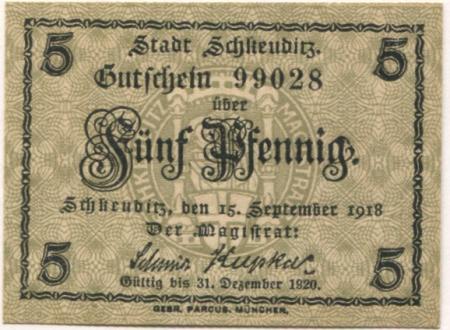 5 5
Stadt Schkeuditz.
Gutschein 99028
über
Fünf Pfennig.
Schkeuditz, den 15. September 1918
Der Magistrat:
5 5
Gültig bis 31. Dezember 1920.
GEBR. PARCUS, MÜNCHEN.